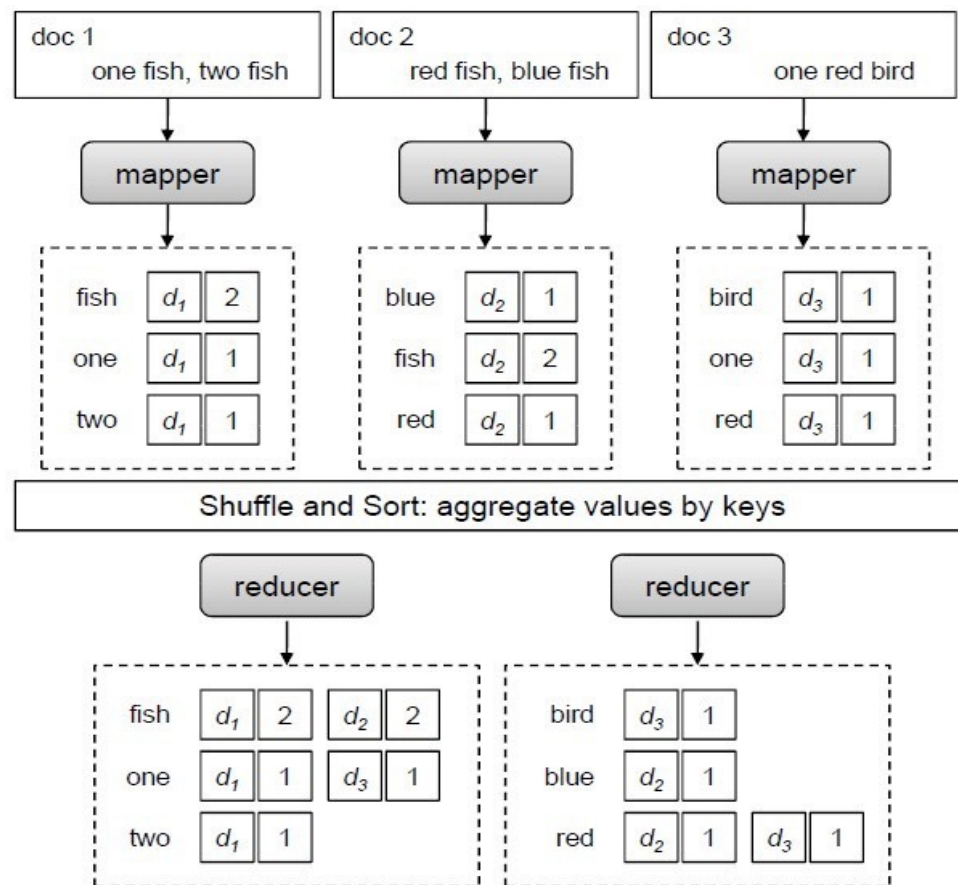 doc 1
one fish, two fish
doc 2
red fish, blue fish
doc 3
one red bird
mapper
mapper
mapper
fish d₁ 2
one d₁ 1
two d₁ 1
blue d₂ 1
fish d₂ 2
red d₂ 1
bird d₃ 1
one d₃ 1
red d₃ 1
Shuffle and Sort: aggregate values by keys
reducer
reducer
fish d₁ 2 d₂ 2
one d₁ 1 d₃ 1
two d₁ 1
bird d₃ 1
blue d₂ 1
red d₂ 1 d₃ 1